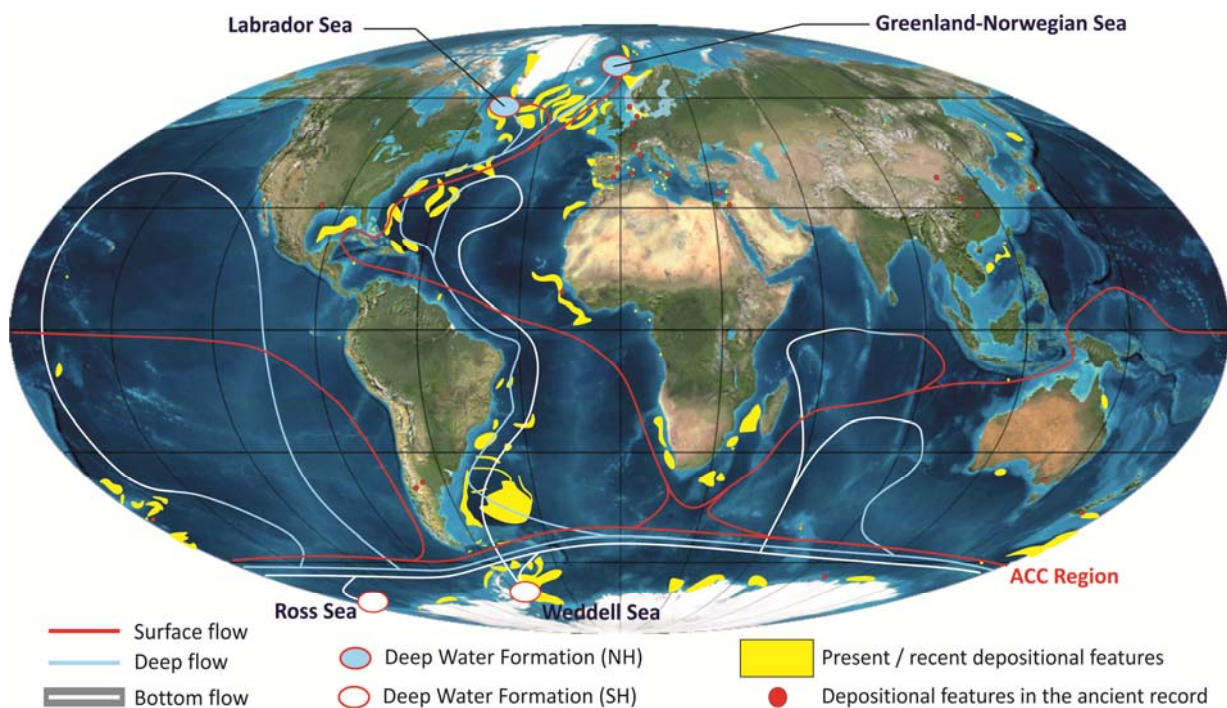 Labrador Sea
Greenland-Norwegian Sea
ACC Region
Ross Sea
Weddell Sea
Surface flow
Deep flow
Bottom flow
Deep Water Formation (NH)
Deep Water Formation (SH)
Present / recent depositional features
Depositional features in the ancient record